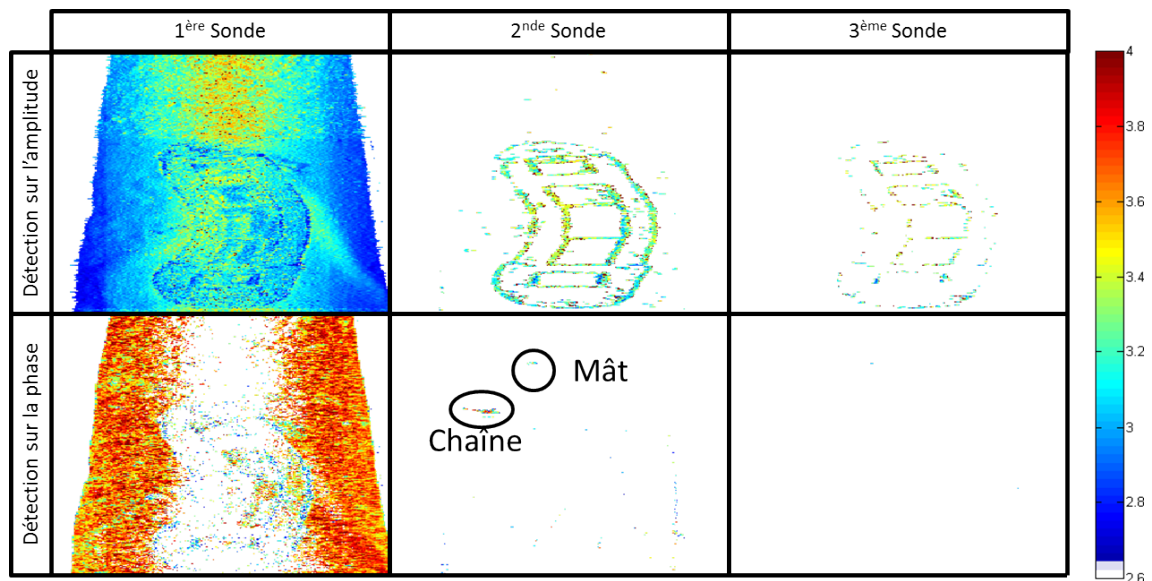 1ère Sonde
2nde Sonde
3ème Sonde
Détection sur l'amplitude
Détection sur la phase
Mât
Chaîne
4
3.8
3.6
3.4
3.2
3
2.8
2.6